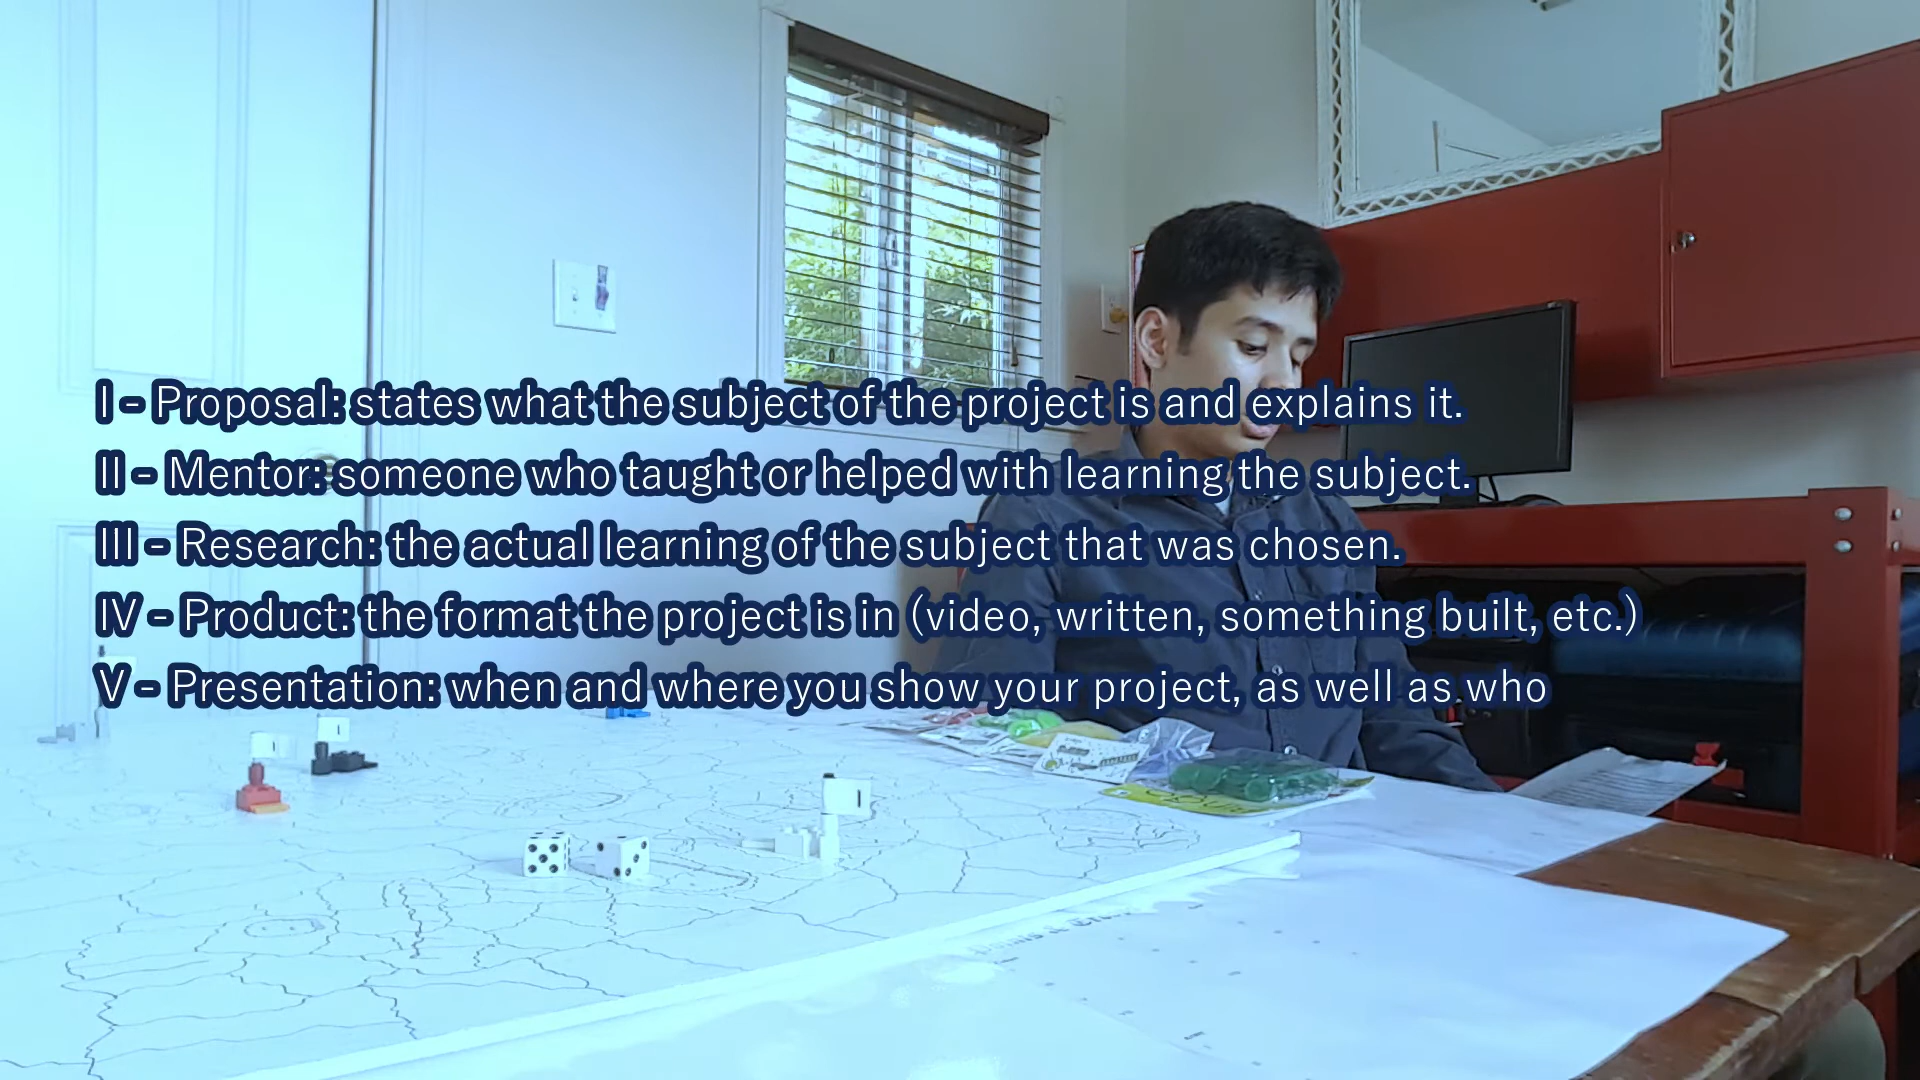 I - Proposal: states what the subject of the project is and explains it.
II - Mentor: someone who taught or helped with learning the subject.
III - Research: the actual learning of the subject that was chosen.
IV - Product: the format the project is in (video, written, something built, etc.)
V - Presentation: when and where you show your project, as well as who
1
1
1